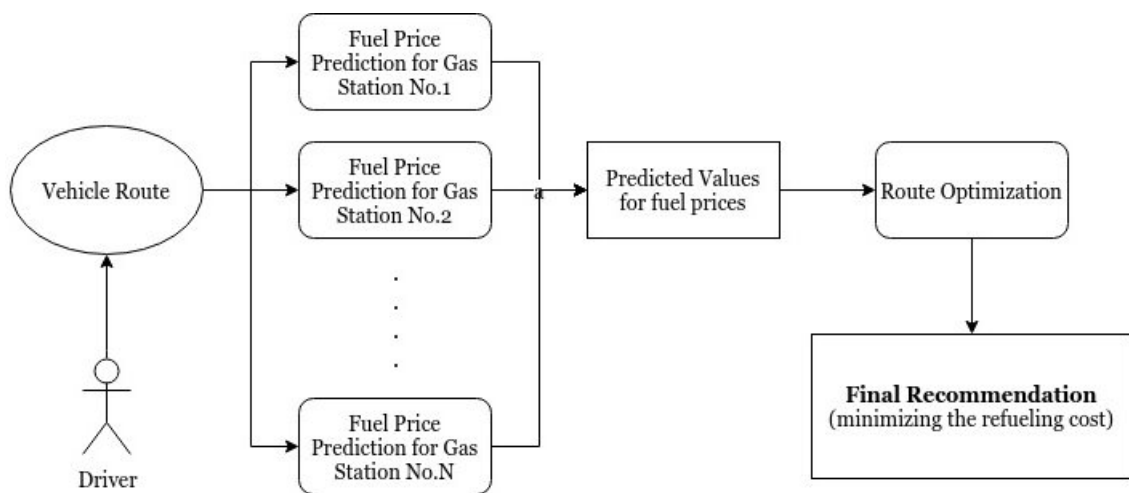 Fuel Price
Prediction for Gas
Station No.1
Vehicle Route
Fuel Price
Prediction for Gas
Station No.2
a
Predicted Values
for fuel prices
Route Optimization
Fuel Price
Prediction for Gas
Station No.N
Final Recommendation
(minimizing the refueling cost)
Driver